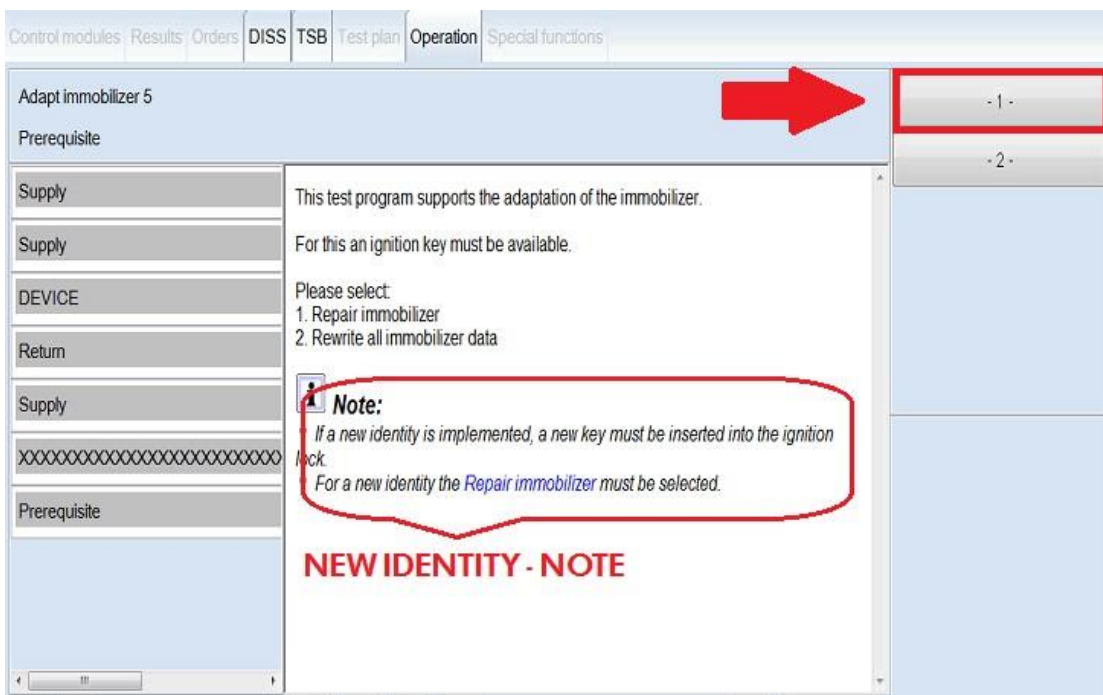 Control modules Results Orders DISS TSB Test plan Operation Special functions
Adapt immobilizer 5
Prerequisite
- 1 -
- 2 -
Supply
Supply
DEVICE
Return
Supply
XXXXXXXXXXXXXXXXXXXXXXXXXX
Prerequisite
This test program supports the adaptation of the immobilizer.
For this an ignition key must be available.
Please select:
1. Repair immobilizer
2. Rewrite all immobilizer data
i Note:
If a new identity is implemented, a new key must be inserted into the ignition
lock.
For a new identity the Repair immobilizer must be selected.
NEW IDENTITY - NOTE